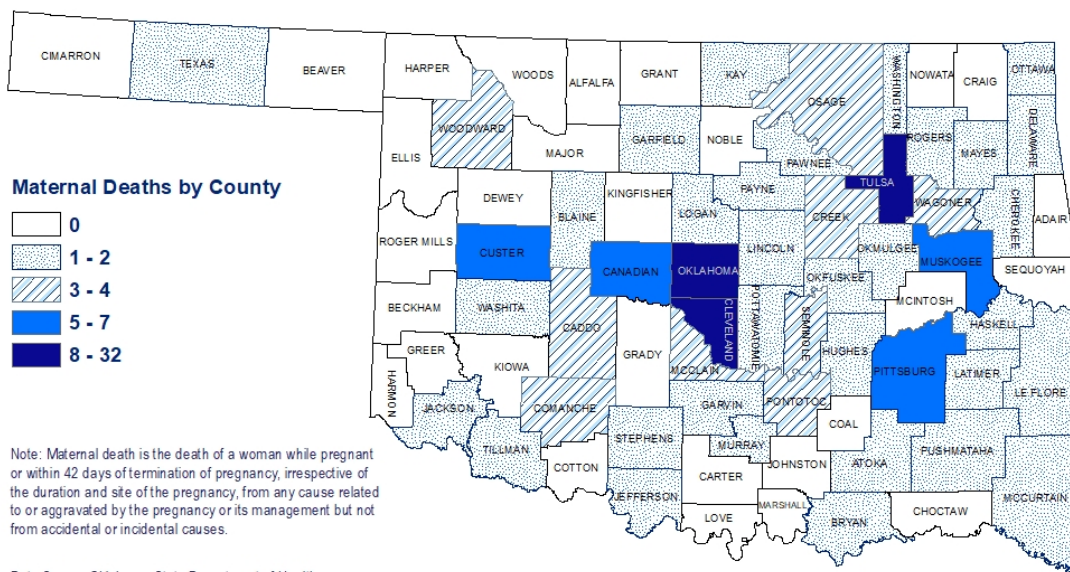 CIMARRON
TEXAS
BEAVER
HARPER
WOODS
ALFALFA
GRANT
KAY
OSAGE
WASHINGTON
NOWATA
CRAIG
OTTAWA
WOODWARD
ELLIS
MAJOR
GARFIELD
NOBLE
PAWNEE
ROGERS
MAYES
DELAWARE
Maternal Deaths by County
0
1 - 2
3 - 4
5 - 7
8 - 32
DEWEY
BLAINE
KINGFISHER
LOGAN
PAYNE
TULSA
CREEK
WAGONER
CHEROKEE
ADAIR
ROGER MILLS
CUSTER
CANADIAN
OKLAHOMA
LINCOLN
OKMULGEE
OKFUSKEE
MUSKOGEE
SEQUOYAH
BECKHAM
WASHITA
CADDO
GRADY
CLEVELAND
POTTAWATOMIE
SEMINOLE
MCINTOSH
HASKELL
HUGHES
PITTSBURG
LATIMER
LE FLORE
GREER
HARMON
KIOWA
JACKSON
COMANCHE
MCCLAIN
GARVIN
PONTOTOC
COAL
TILLMAN
STEPHENS
MURRAY
COTTON
JEFFERSON
CARTER
JOHNSTON
ATOKA
PUSHMATAHA
MCCURTAIN
LOVE
MARSHALL
BRYAN
CHOCTAW
Note: Maternal death is the death of a woman while pregnant
or within 42 days of termination of pregnancy, irrespective of
the duration and site of the pregnancy, from any cause related
to or aggravated by the pregnancy or its management but not
from accidental or incidental causes.